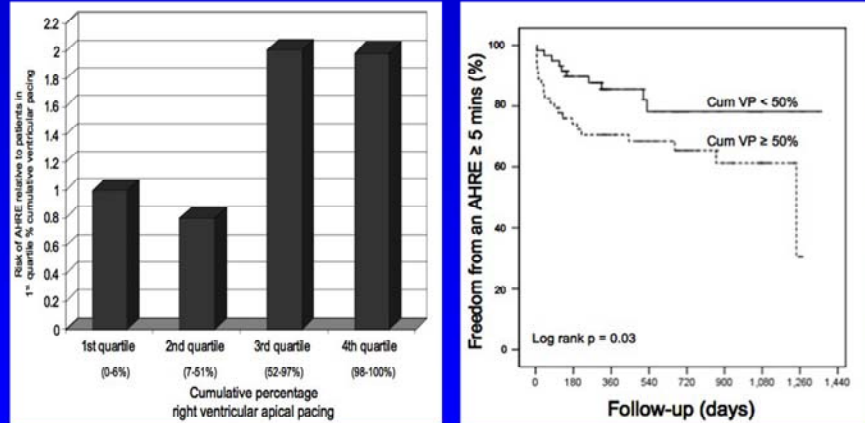 Risk of AHRE relative to patients in
1st quartile % cumulative ventricular pacing
2.2
2
1.8
1.6
1.4
1.2
1
0.8
0.6
0.4
0.2
0
1st quartile 2nd quartile 3rd quartile 4th quartile
(0-6%) (7-51%) (52-97%) (98-100%)
Cumulative percentage
right ventricular apical pacing
Freedom from an AHRE ≥ 5 mins (%)
100
80
60
40
20
0
Cum VP < 50%
Cum VP ≥ 50%
Log rank p = 0.03
0 180 360 540 720 900 1,080 1,260 1,440
Follow-up (days)